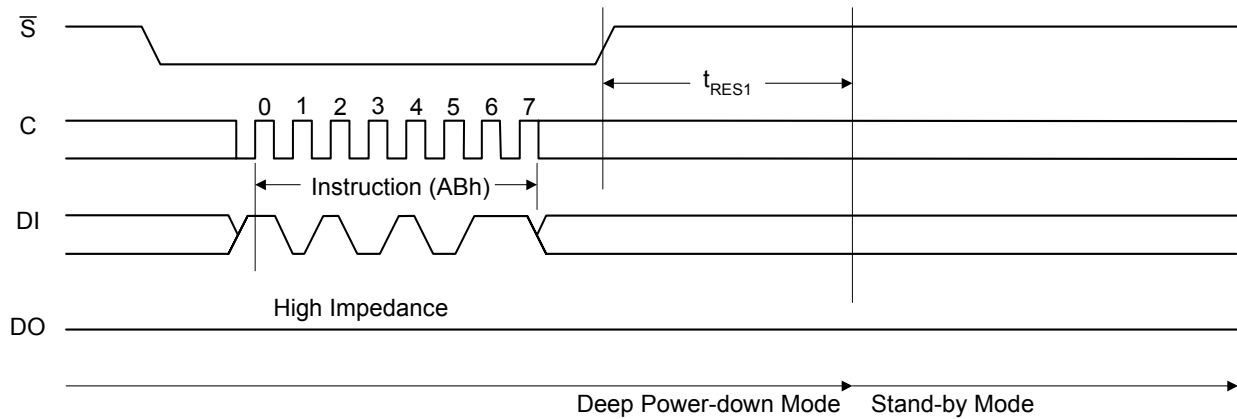 S̅
t_RES1
0 1 2 3 4 5 6 7
C
Instruction (ABh)
DI
High Impedance
DO
Deep Power-down Mode Stand-by Mode